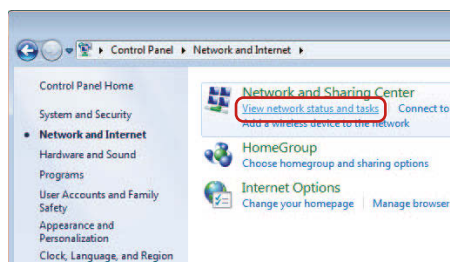 Control Panel ▸ Network and Internet ▸
Control Panel Home
System and Security
Network and Internet
Hardware and Sound
Programs
User Accounts and Family
Safety
Appearance and
Personalization
Clock, Language, and Region
Network and Sharing Center
View network status and tasks Connect to
Add a wireless device to the network
HomeGroup
Choose homegroup and sharing options
Internet Options
Change your homepage Manage browser